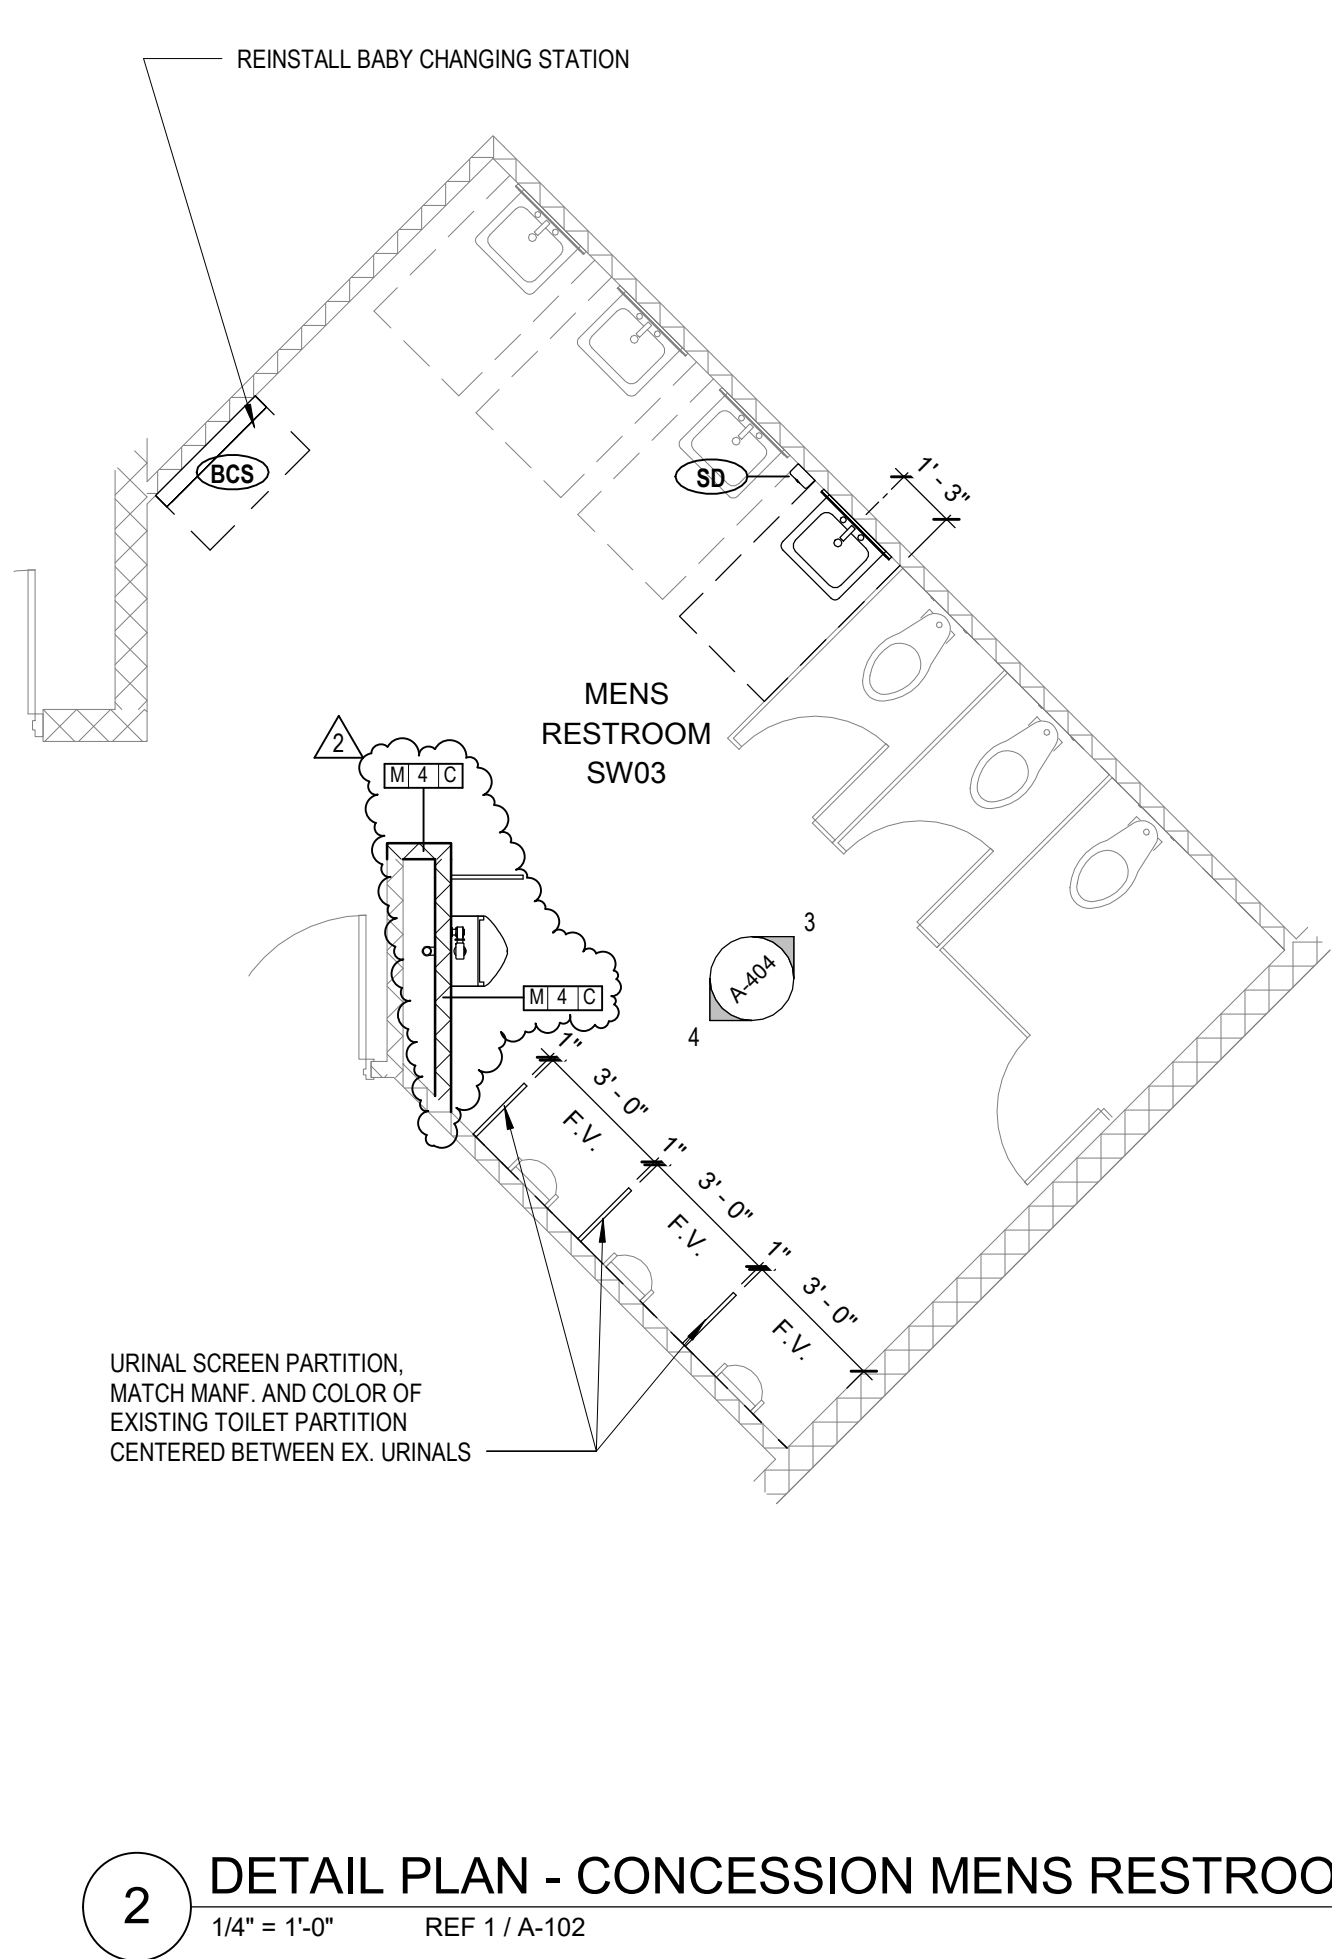 REINSTALL BABY CHANGING STATION
BCS
SD
1' - 3"
MENS
RESTROOM
SW03
2
M 4 C
3
A-404
4
M 4 C
1"
3' - 0"
F.V.
1"
3' - 0"
F.V.
1"
3' - 0"
F.V.
URINAL SCREEN PARTITION,
MATCH MANF. AND COLOR OF
EXISTING TOILET PARTITION
CENTERED BETWEEN EX. URINALS
2
DETAIL PLAN - CONCESSION MENS RESTROO
1/4" = 1'-0" REF 1 / A-102